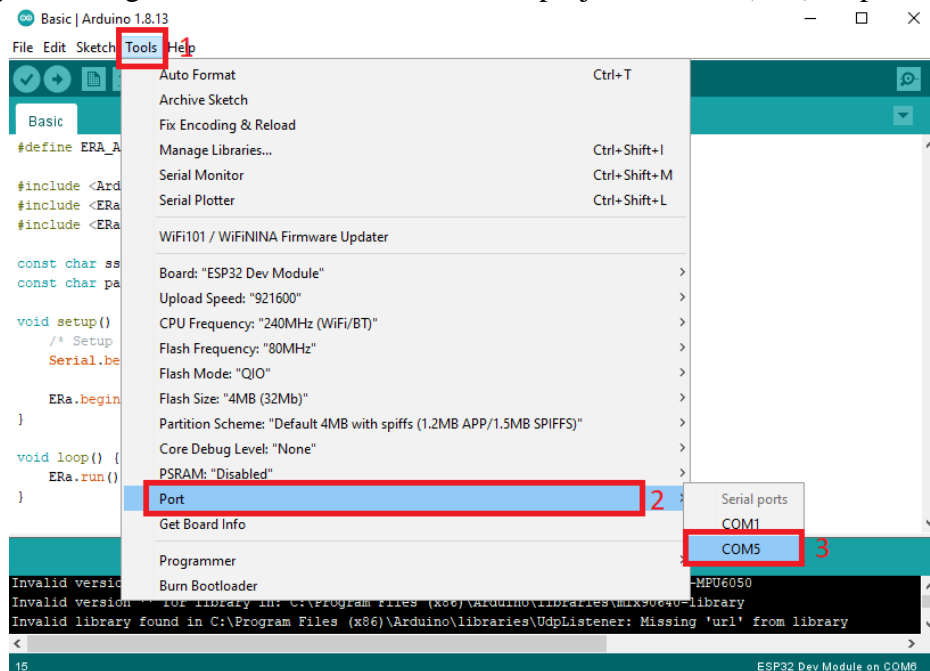 Basic | Arduino 1.8.13
File Edit Sketch Tools Help
1
Auto Format Ctrl+T
Archive Sketch
Basic
Fix Encoding & Reload
#define ERA_A
Manage Libraries... Ctrl+Shift+I
Serial Monitor Ctrl+Shift+M
#include <Ard
Serial Plotter Ctrl+Shift+L
#include <ERa
#include <ERa
WiFi101 / WiFiNINA Firmware Updater
const char ss
Board: "ESP32 Dev Module"
const char pa
Upload Speed: "921600"
void setup()
CPU Frequency: "240MHz (WiFi/BT)"
/* Setup
Flash Frequency: "80MHz"
Serial.be
Flash Mode: "QIO"
ERa.begin
Flash Size: "4MB (32Mb)"
}
Partition Scheme: "Default 4MB with spiffs (1.2MB APP/1.5MB SPIFFS)"
Core Debug Level: "None"
void loop() {
PSRAM: "Disabled"
ERa.run()
Port 2
}
Serial ports
COM1
COM5 3
Get Board Info
Programmer
Burn Bootloader
Invalid versio -MPU6050
Invalid version '' for library in: C:\Program Files (x86)\Arduino\libraries\mlx90640-library
Invalid library found in C:\Program Files (x86)\Arduino\libraries\UdpListener: Missing 'url' from library
15 ESP32 Dev Module on COM6